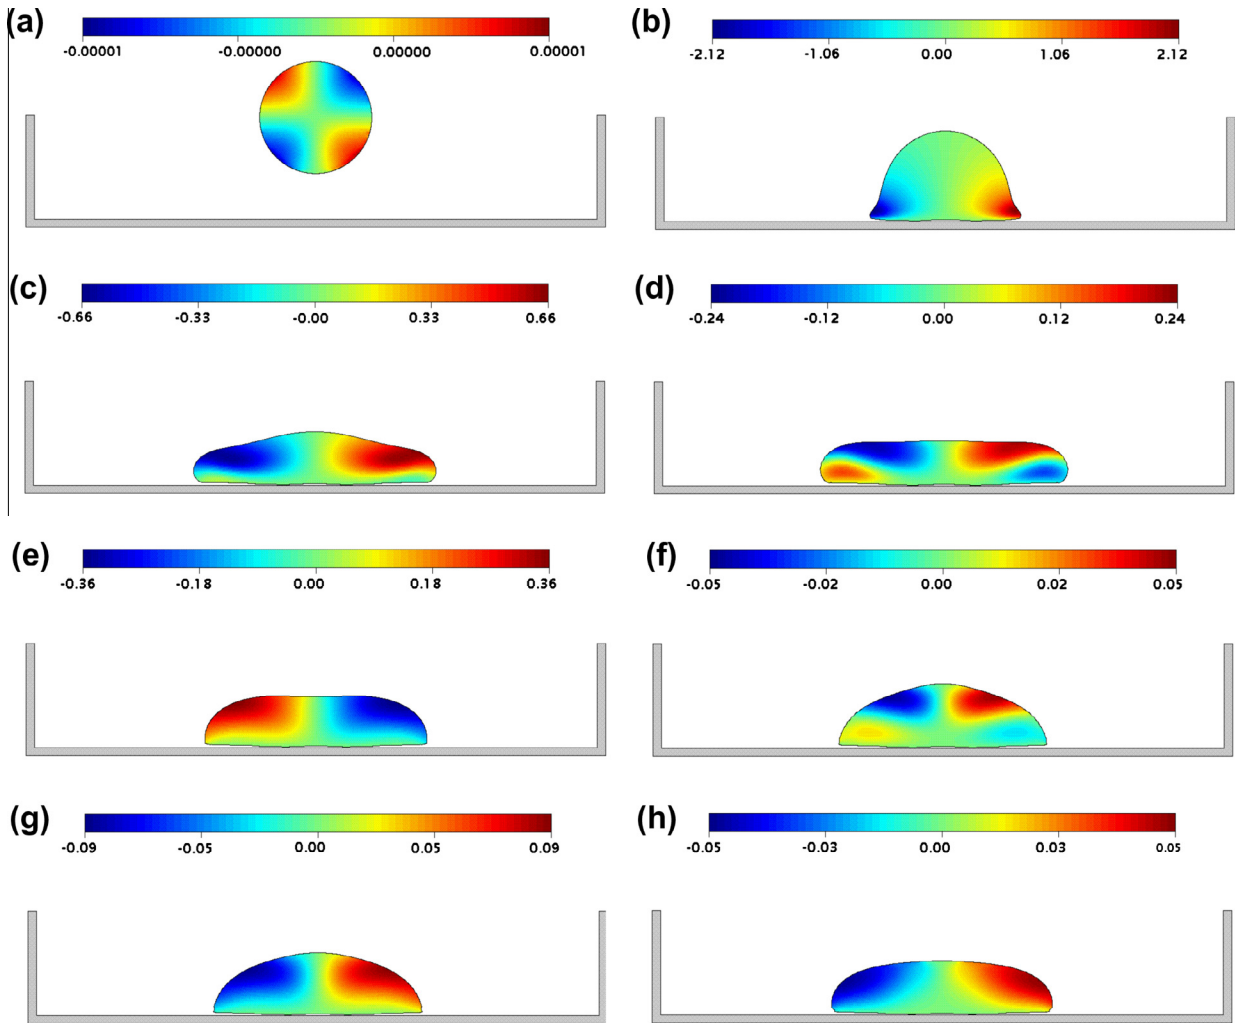 (a)
-0.00001 -0.00000 0.00000 0.00001
(b)
-2.12 -1.06 0.00 1.06 2.12
(c)
-0.66 -0.33 -0.00 0.33 0.66
(d)
-0.24 -0.12 0.00 0.12 0.24
(e)
-0.36 -0.18 0.00 0.18 0.36
(f)
-0.05 -0.02 0.00 0.02 0.05
(g)
-0.09 -0.05 0.00 0.05 0.09
(h)
-0.05 -0.03 0.00 0.03 0.05